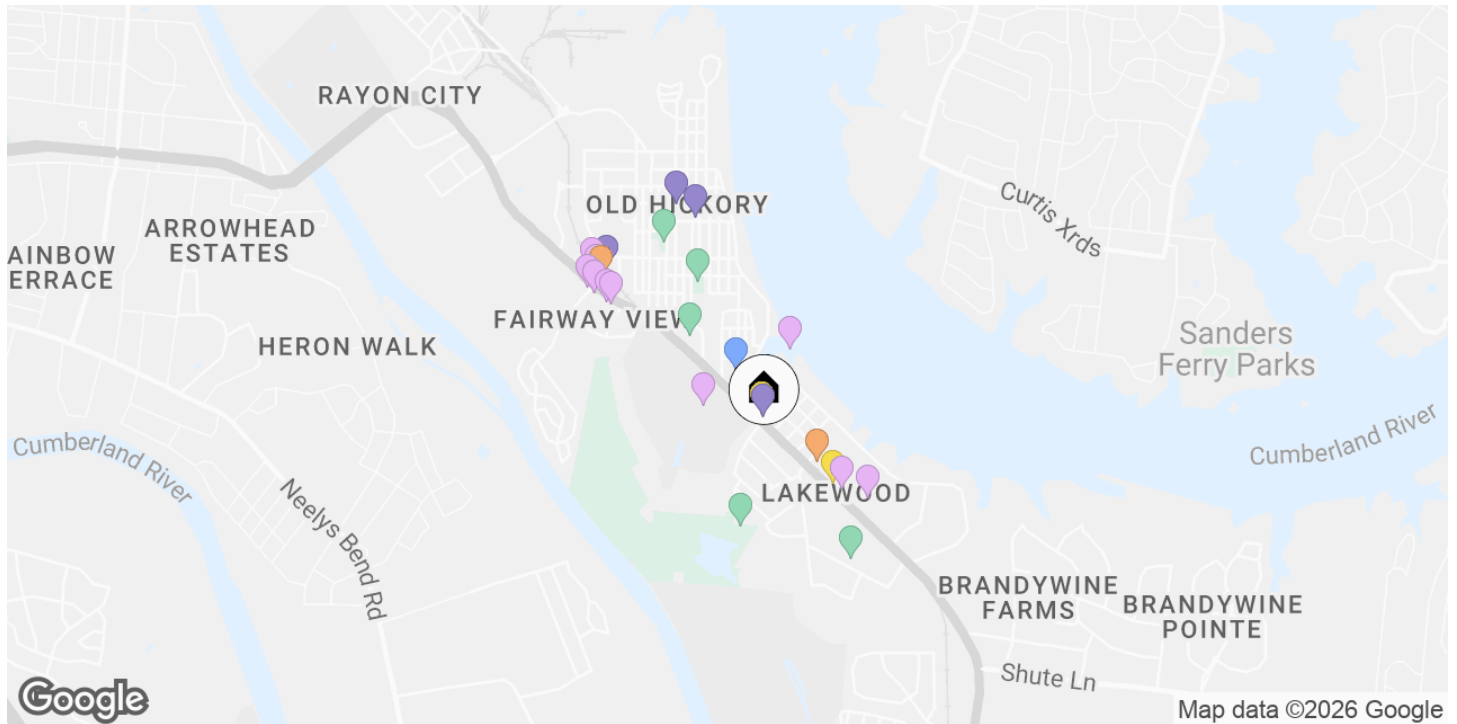 RAYON CITY
OLD HICKORY
Curtis Xrds
ARROWHEAD
ESTATES
AINBOW
ERRACE
FAIRWAY VIEW
HERON WALK
Sanders
Ferry Parks
Cumberland River
Cumberland River
Neelys Bend Rd
LAKEWOOD
BRANDYWINE
FARMS
BRANDYWINE
POINTE
Shute Ln
Google
Map data ©2026 Google